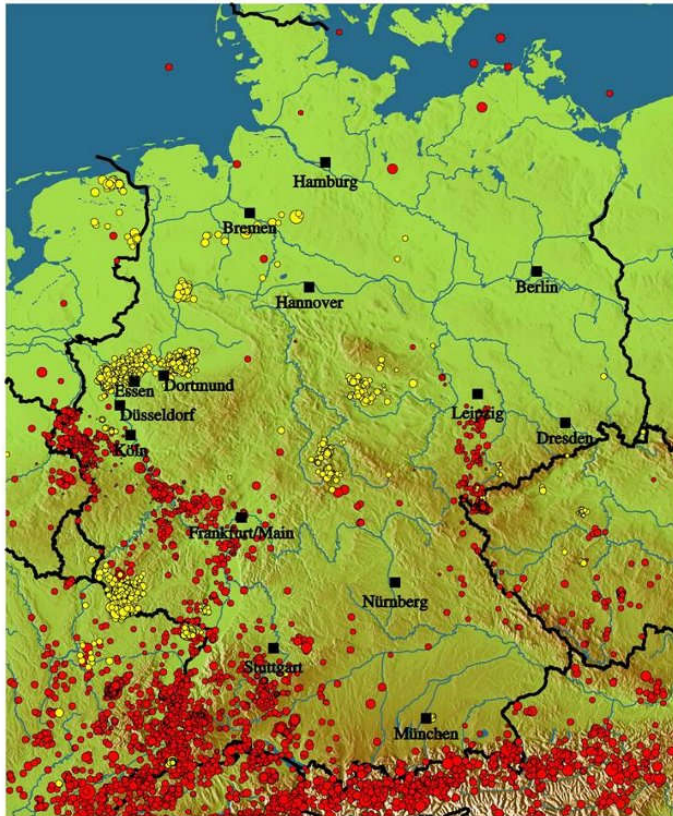 Hamburg
Bremen
Berlin
Hannover
Essen
Dortmund
Düsseldorf
Leipzig
Dresden
Köln
Frankfurt/Main
Nürnberg
Stuttgart
München